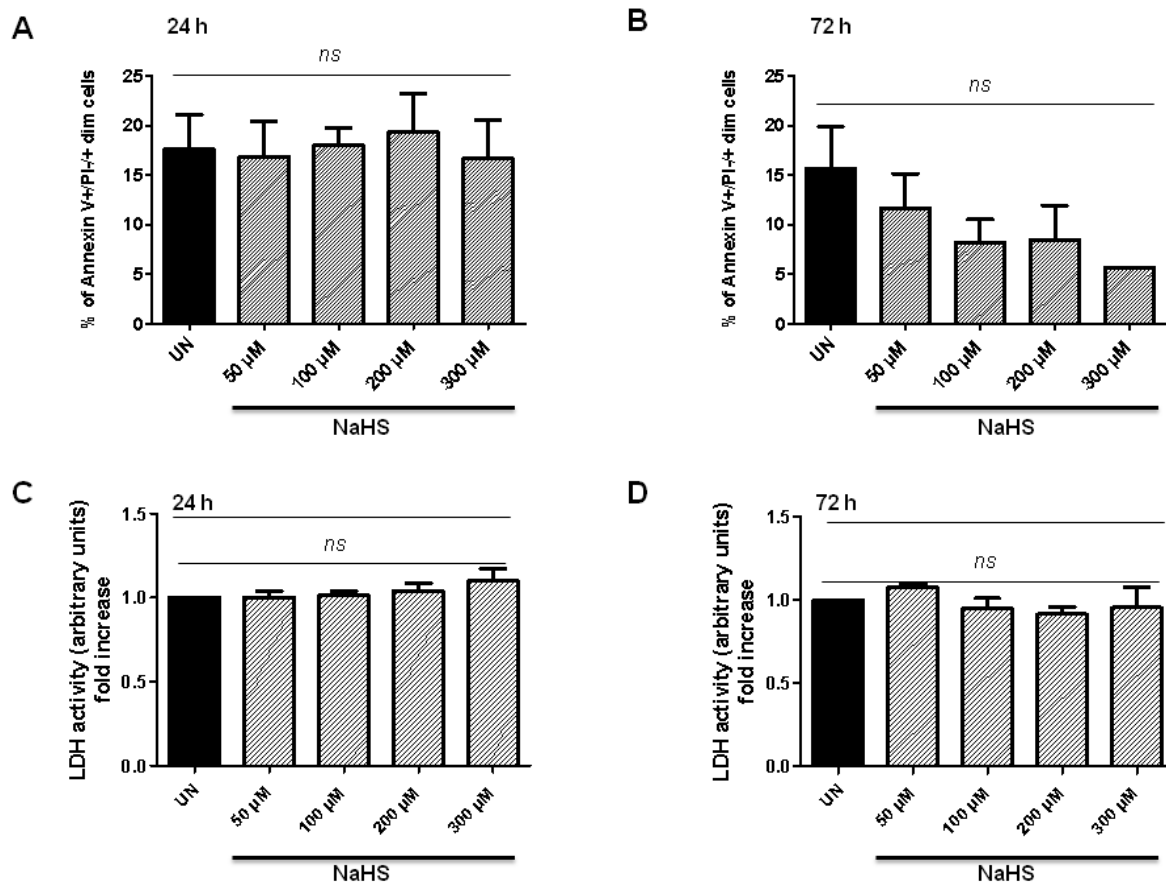 A
24 h
ns
% of Annexin V+/PI-/+ dim cells
25
20
15
10
5
0
UN
50 µM
100 µM
200 µM
300 µM
NaHS
B
72 h
ns
% of Annexin V+/PI-/+ dim cells
25
20
15
10
5
0
UN
50 µM
100 µM
200 µM
300 µM
NaHS
C
24 h
ns
LDH activity (arbitrary units)
fold increase
1.5
1.0
0.5
0.0
UN
50 µM
100 µM
200 µM
300 µM
NaHS
D
72 h
ns
LDH activity (arbitrary units)
fold increase
1.5
1.0
0.5
0.0
UN
50 µM
100 µM
200 µM
300 µM
NaHS